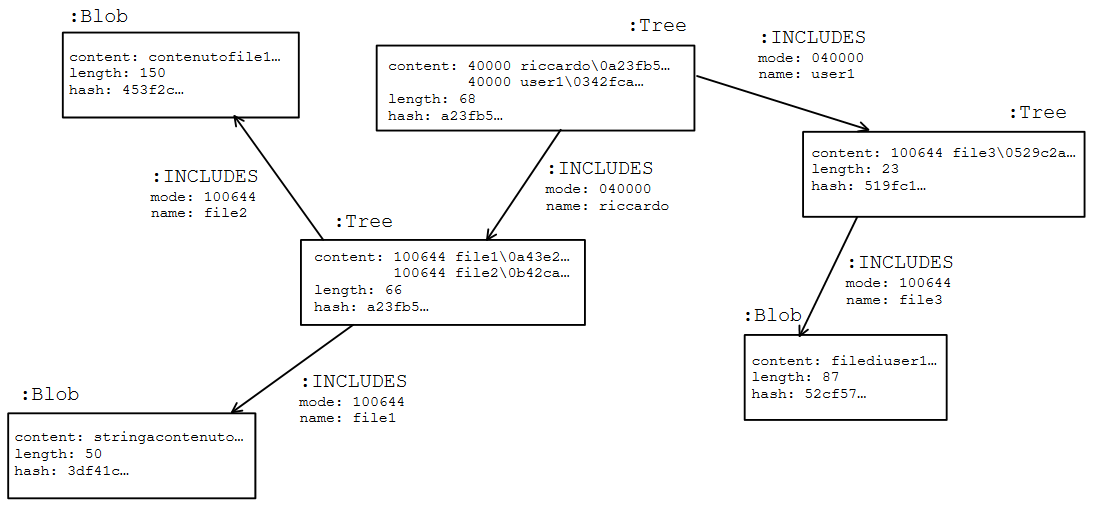 :Blob
content: contenutofile1…
length: 150
hash: 453f2c…
:Tree
content: 40000 riccardo\0a23fb5…
40000 user1\0342fca…
length: 68
hash: a23fb5…
:INCLUDES
mode: 040000
name: user1
:Tree
content: 100644 file3\0529c2a…
length: 23
hash: 519fc1…
:INCLUDES
mode: 100644
name: file2
:INCLUDES
mode: 040000
name: riccardo
:Tree
content: 100644 file1\0a43e2…
100644 file2\0b42ca…
length: 66
hash: a23fb5…
:INCLUDES
mode: 100644
name: file3
:Blob
content: filediuser1…
length: 87
hash: 52cf57…
:INCLUDES
mode: 100644
name: file1
:Blob
content: stringacontenuto…
length: 50
hash: 3df41c…